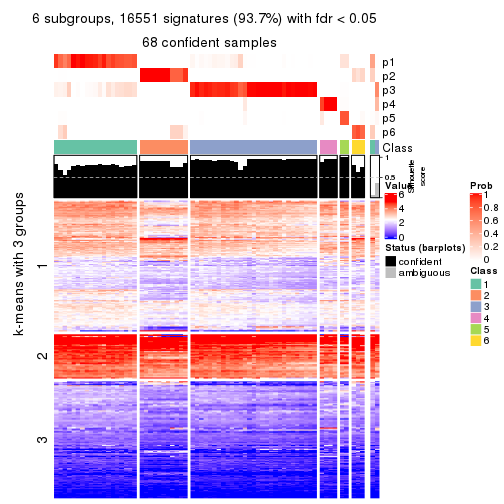 6 subgroups, 16551 signatures (93.7%) with fdr < 0.05
68 confident samples
p1
p2
p3
p4
p5
p6
Class
1
0.5
Silhouette
score
k-means with 3 groups
1
2
3
Value
6
4
2
0
Status (barplots)
confident
ambiguous
Prob
1
0.8
0.6
0.4
0.2
0
Class
1
2
3
4
5
6